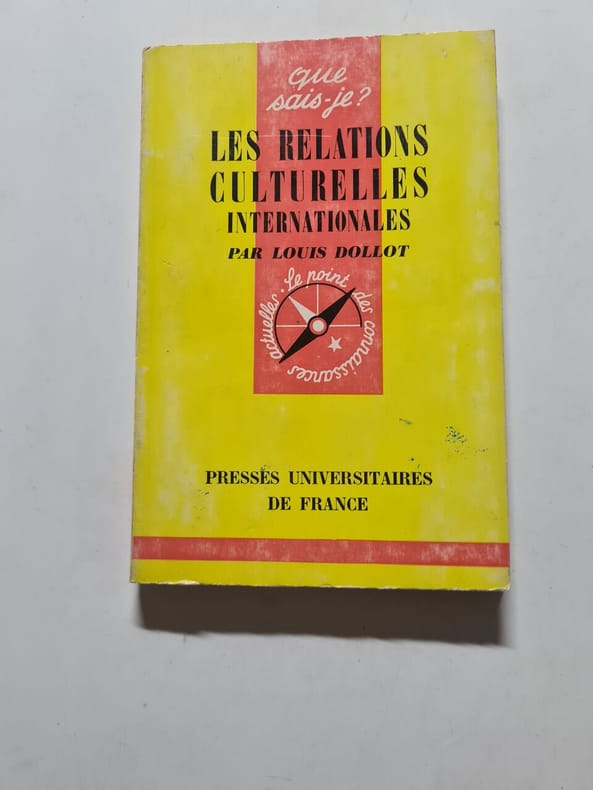 que
sais-je?
LES RELATIONS
CULTURELLES
INTERNATIONALES
PAR LOUIS DOLLOT
Le point des connaissances actuelles.
PRESSES UNIVERSITAIRES
DE FRANCE